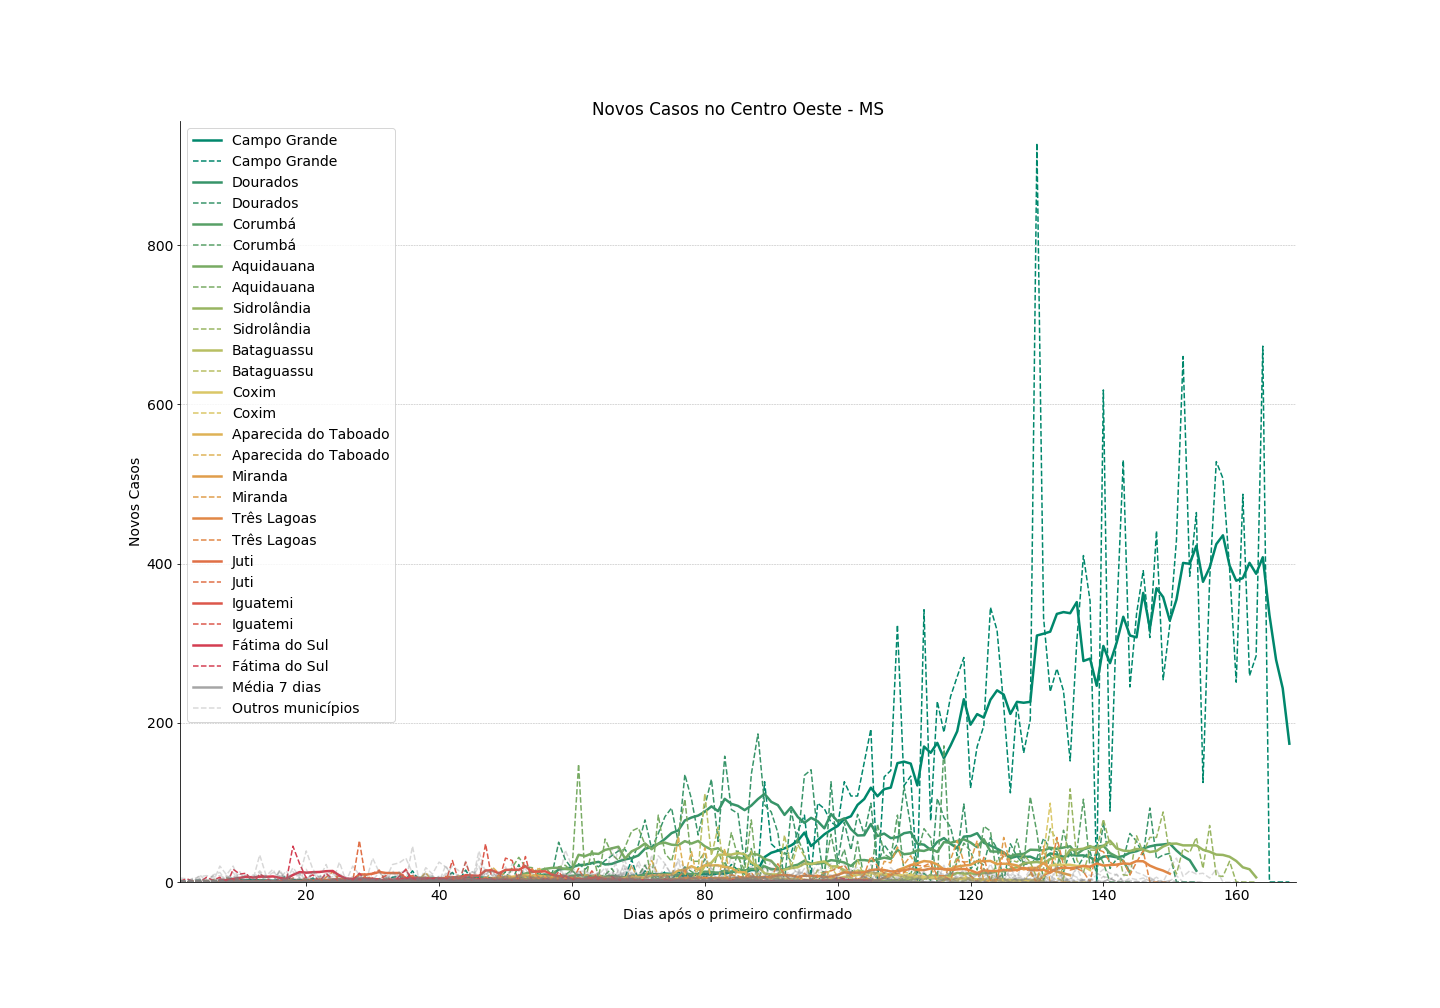 Novos Casos no Centro Oeste - MS
Campo Grande
Campo Grande
Dourados
Dourados
Corumbá
Corumbá
Aquidauana
Aquidauana
Sidrolândia
Sidrolândia
Bataguassu
Bataguassu
Coxim
Coxim
Aparecida do Taboado
Aparecida do Taboado
Miranda
Miranda
Três Lagoas
Três Lagoas
Juti
Juti
Iguatemi
Iguatemi
Fátima do Sul
Fátima do Sul
Média 7 dias
Outros municípios
Novos Casos
800
600
400
200
0
20 40 60 80 100 120 140 160
Dias após o primeiro confirmado